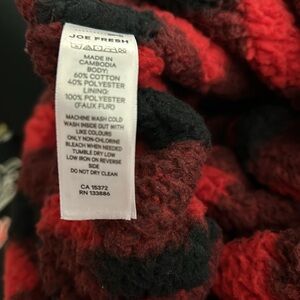 JOE FRESH
MADE IN
CAMBODIA
BODY:
60% COTTON
40% POLYESTER
LINING:
100% POLYESTER
(FAUX FUR)
MACHINE WASH COLD
WASH INSIDE OUT WITH
LIKE COLOURS
ONLY NON-CHLORINE
BLEACH WHEN NEEDED
TUMBLE DRY LOW
LOW IRON ON REVERSE
SIDE
DO NOT DRY CLEAN
CA 15372
RN 133886